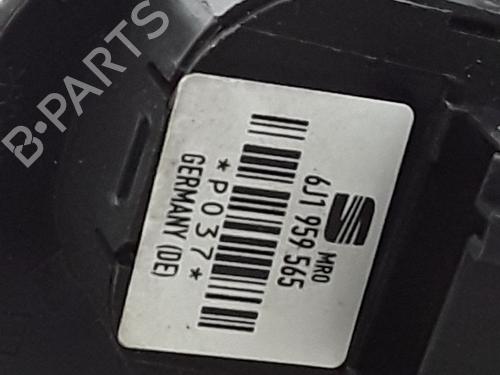 B-PARTS
MRO
6J1 959 565
*P037*
GERMANY (DE)